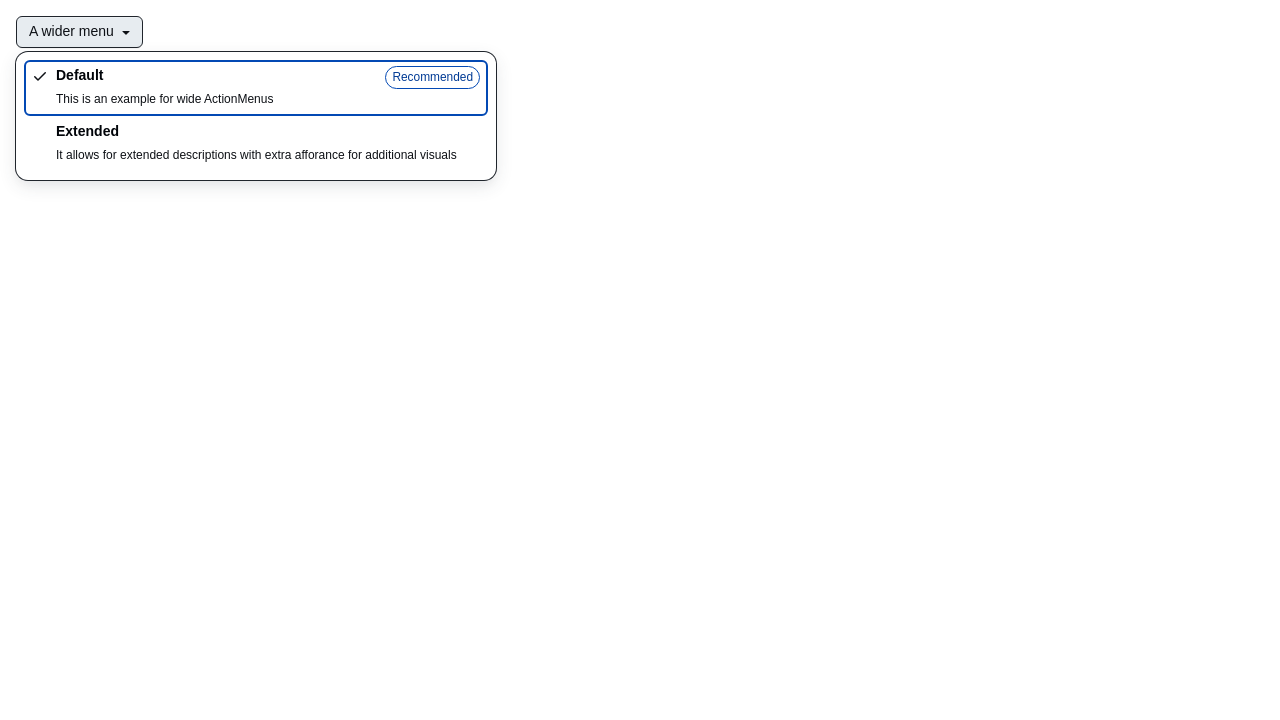 A wider menu
Default
Recommended
This is an example for wide ActionMenus
Extended
It allows for extended descriptions with extra afforance for additional visuals